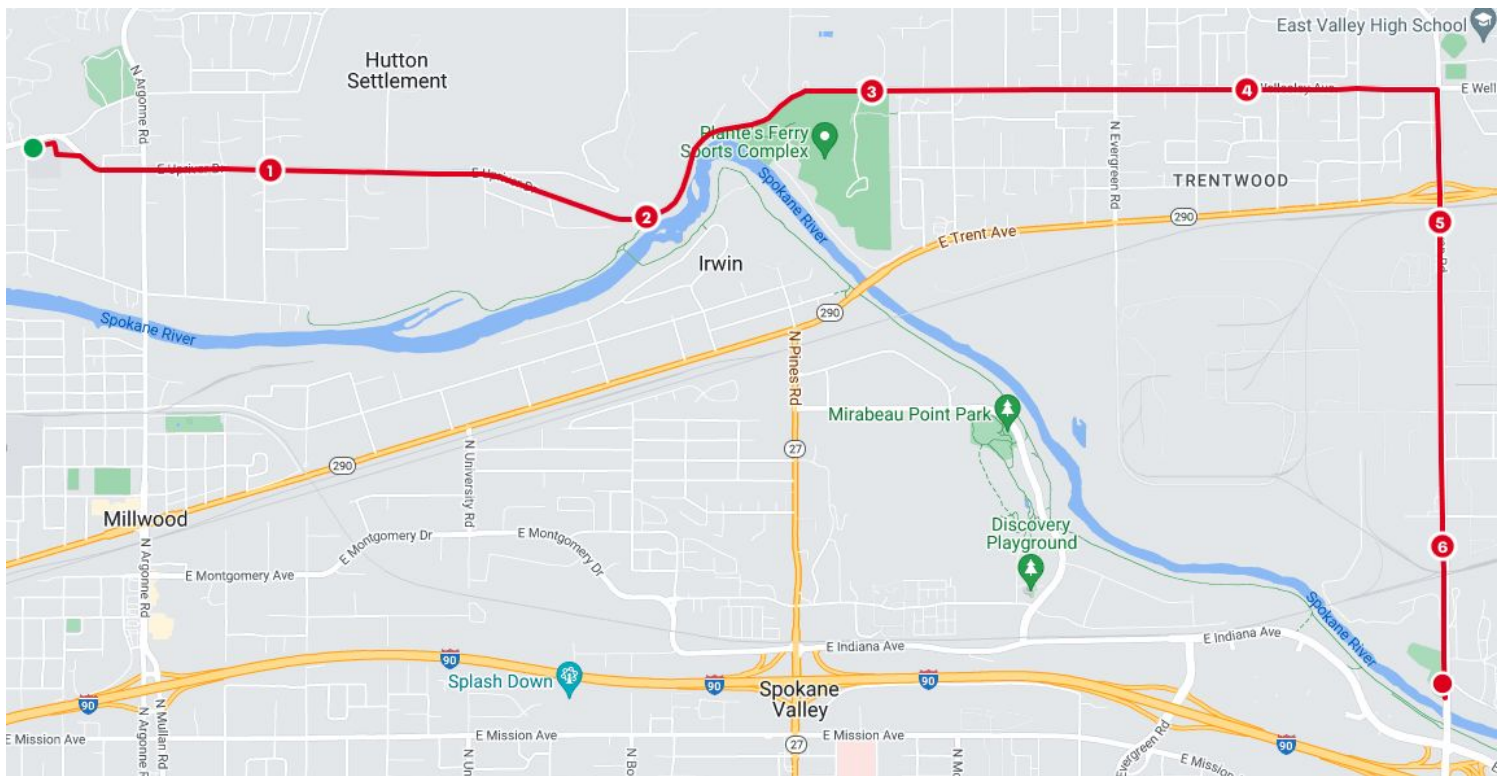 East Valley High School
Hutton
Settlement
N Argonne Rd
3
4
E Well
Plante's Ferry
Sports Complex
N Evergreen Rd
1
E Upriver Dr
E Upriver Dr
TRENTWOOD
Spokane River
2
290
5
E Trent Ave
Irwin
Spokane River
290
N Pines Rd
Mirabeau Point Park
27
N University Rd
290
Millwood
Discovery
Playground
E Montgomery Dr
E Montgomery Dr
6
E Montgomery Ave
N Argonne Rd
Spokane River
E Indiana Ave
E Indiana Ave
90
Splash Down
90
90
90
Spokane
Valley
90
N Mullan Rd
N Argonne R
E Mission Ave
E Mission Ave
E Mission Ave
27
N Un
N Bo
N Mo
Evergreen Rd
E Mission
E